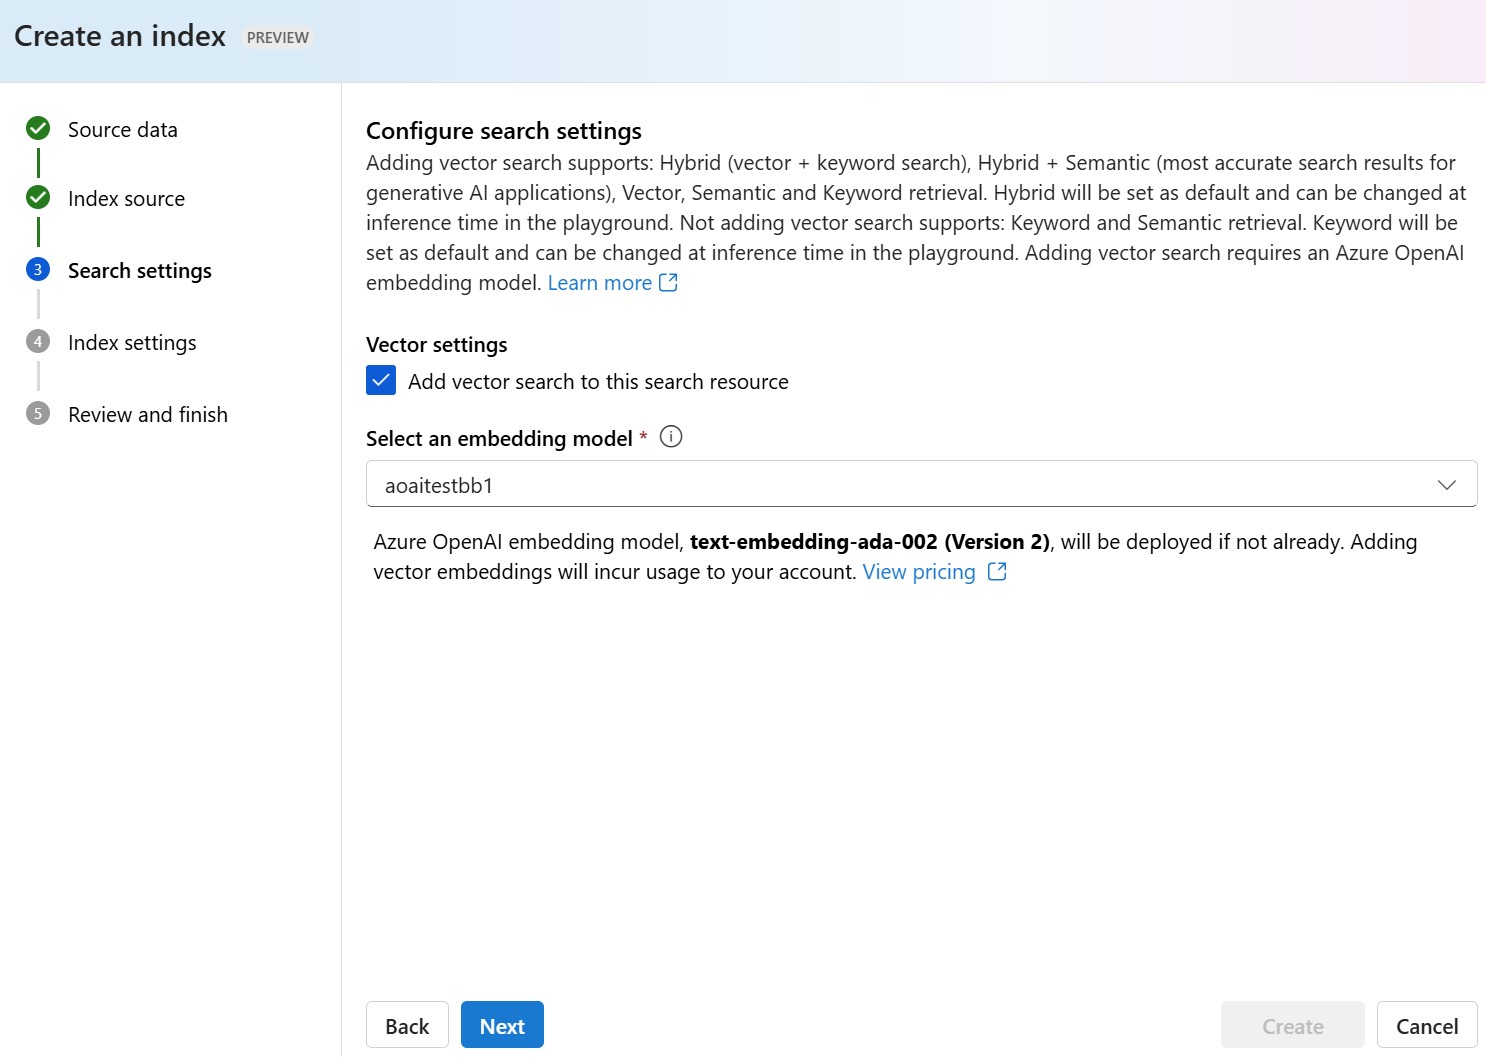 Create an index PREVIEW
Source data
Index source
3 Search settings
4 Index settings
5 Review and finish
Configure search settings
Adding vector search supports: Hybrid (vector + keyword search), Hybrid + Semantic (most accurate search results for
generative AI applications), Vector, Semantic and Keyword retrieval. Hybrid will be set as default and can be changed at
inference time in the playground. Not adding vector search supports: Keyword and Semantic retrieval. Keyword will be
set as default and can be changed at inference time in the playground. Adding vector search requires an Azure OpenAI
embedding model. Learn more
Vector settings
Add vector search to this search resource
Select an embedding model *
aoaitestbb1
Azure OpenAI embedding model, text-embedding-ada-002 (Version 2), will be deployed if not already. Adding
vector embeddings will incur usage to your account. View pricing
Back Next Create Cancel